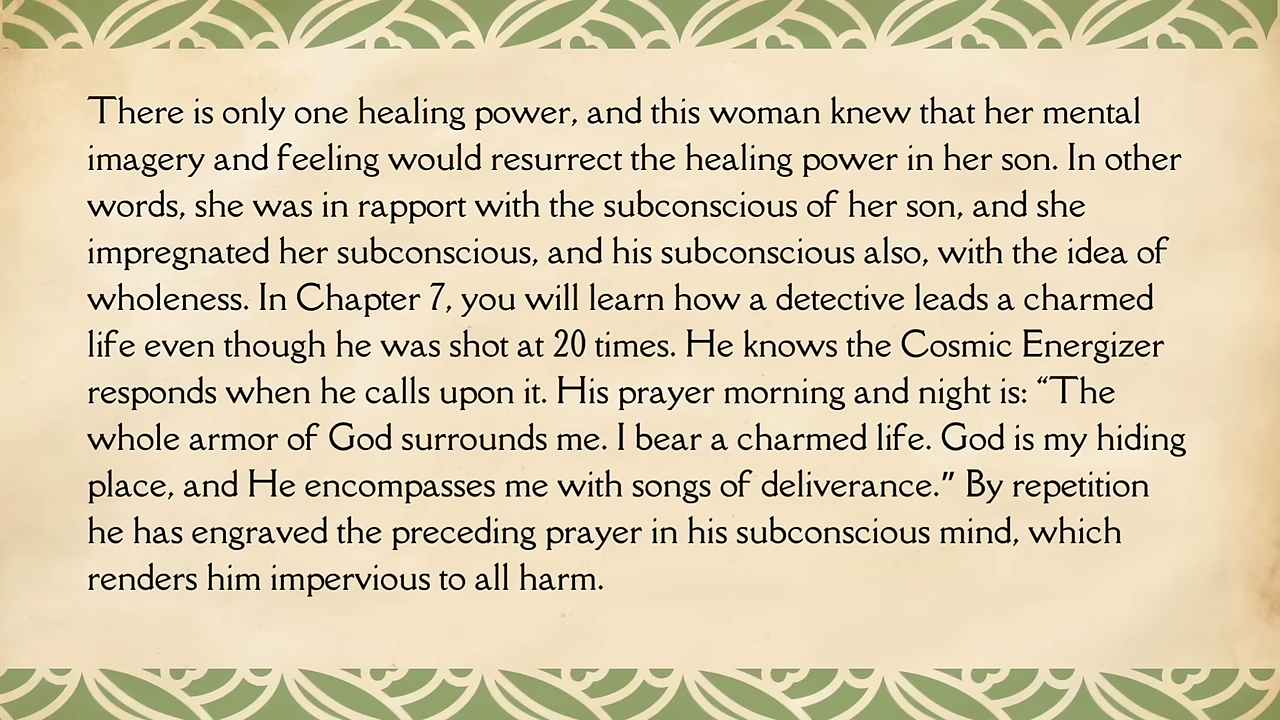 There is only one healing power, and this woman knew that her mental
imagery and feeling would resurrect the healing power in her son. In other
words, she was in rapport with the subconscious of her son, and she
impregnated her subconscious, and his subconscious also, with the idea of
wholeness. In Chapter 7, you will learn how a detective leads a charmed
life even though he was shot at 20 times. He knows the Cosmic Energizer
responds when he calls upon it. His prayer morning and night is: “The
whole armor of God surrounds me. I bear a charmed life. God is my hiding
place, and He encompasses me with songs of deliverance.” By repetition
he has engraved the preceding prayer in his subconscious mind, which
renders him impervious to all harm.